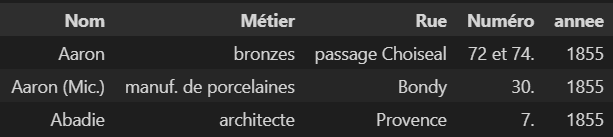 Nom Métier Rue Numéro annee
Aaron bronzes passage Choiseal 72 et 74. 1855
Aaron (Mic.) manuf. de porcelaines Bondy 30. 1855
Abadie architecte Provence 7. 1855